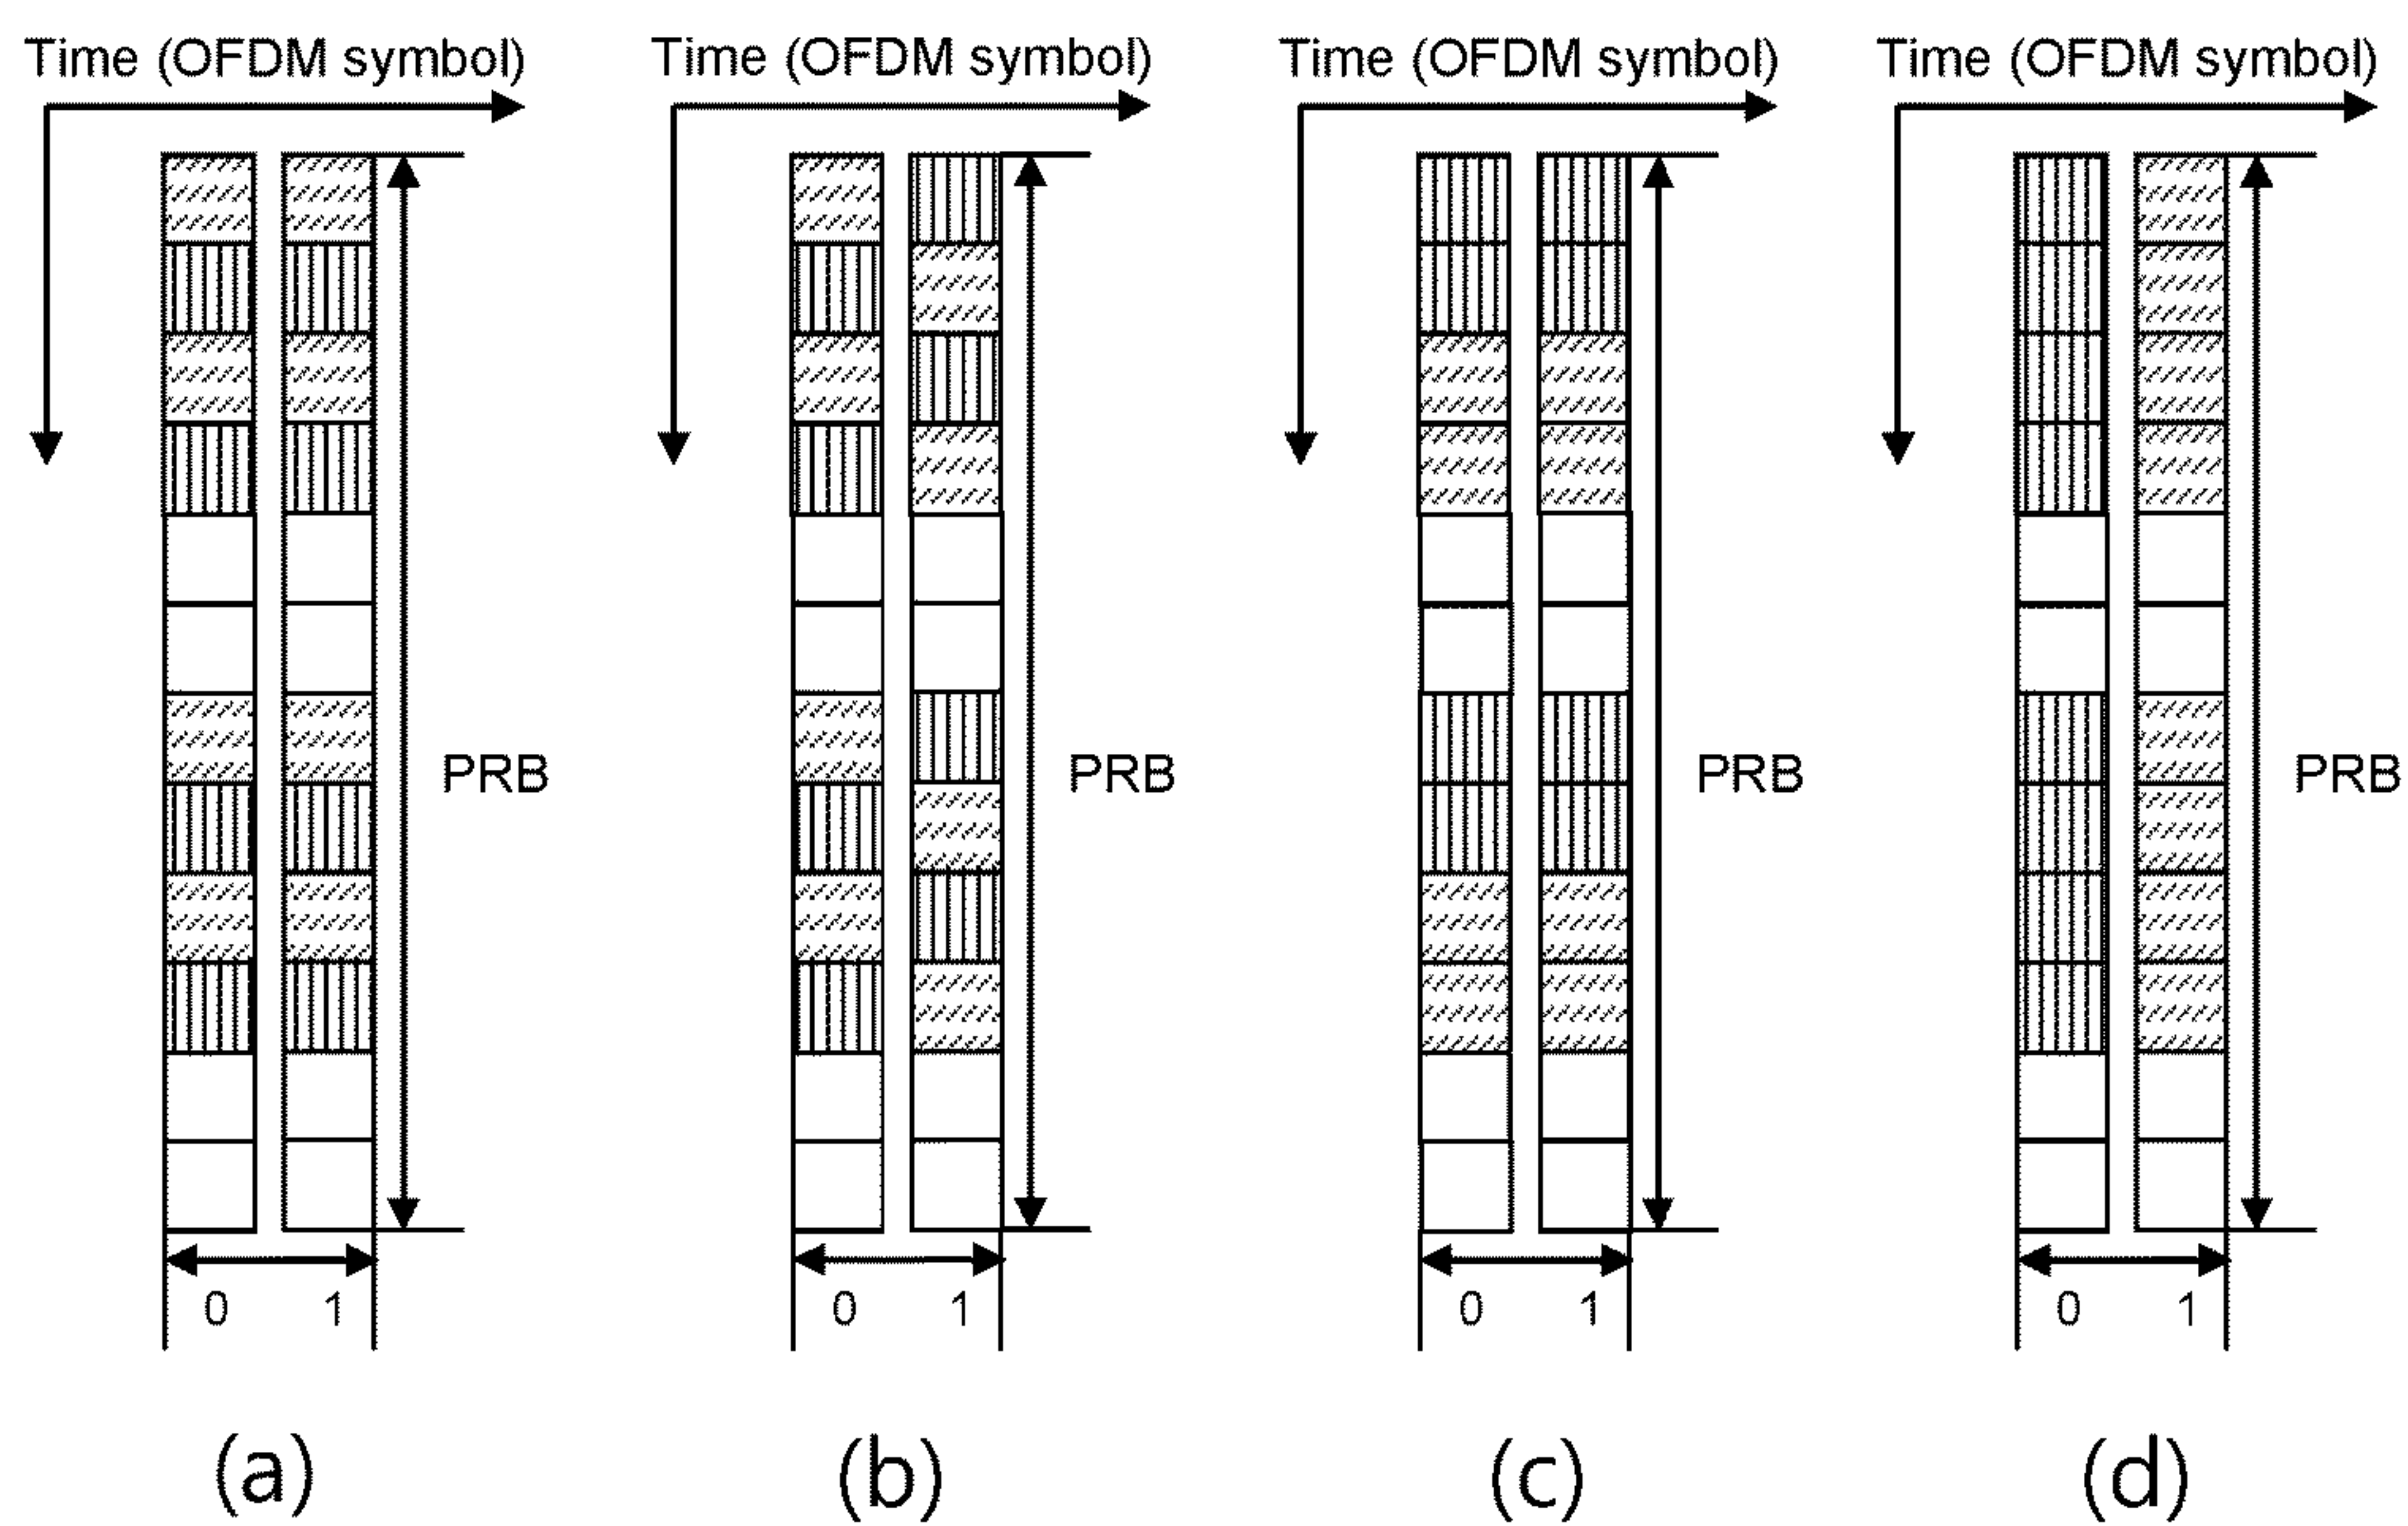 Time (OFDM symbol) Time (OFDM symbol) Time (OFDM symbol) Time (OFDM symbol)
PRB PRB PRB PRB
0 1 0 1 0 1 0 1
(a) (b) (c) (d)